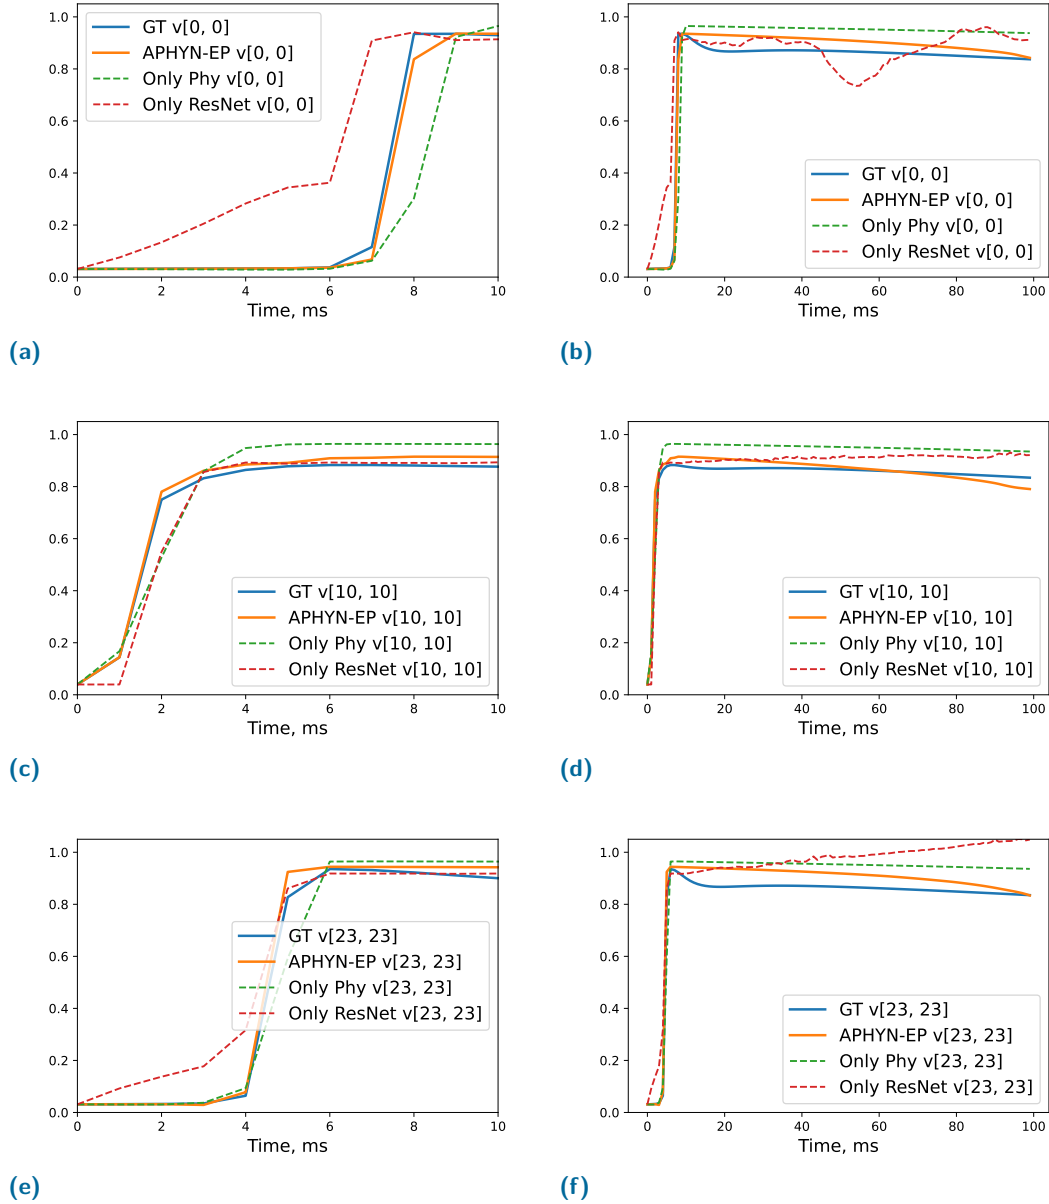 1.0
0.8
0.6
0.4
0.2
0.0
0 2 4 6 8 10
Time, ms
GT v[0, 0]
APHYN-EP v[0, 0]
Only Phy v[0, 0]
Only ResNet v[0, 0]
(a)
1.0
0.8
0.6
0.4
0.2
0.0
0 20 40 60 80 100
Time, ms
GT v[0, 0]
APHYN-EP v[0, 0]
Only Phy v[0, 0]
Only ResNet v[0, 0]
(b)
1.0
0.8
0.6
0.4
0.2
0.0
0 2 4 6 8 10
Time, ms
GT v[10, 10]
APHYN-EP v[10, 10]
Only Phy v[10, 10]
Only ResNet v[10, 10]
(c)
1.0
0.8
0.6
0.4
0.2
0.0
0 20 40 60 80 100
Time, ms
GT v[10, 10]
APHYN-EP v[10, 10]
Only Phy v[10, 10]
Only ResNet v[10, 10]
(d)
1.0
0.8
0.6
0.4
0.2
0.0
0 2 4 6 8 10
Time, ms
GT v[23, 23]
APHYN-EP v[23, 23]
Only Phy v[23, 23]
Only ResNet v[23, 23]
(e)
1.0
0.8
0.6
0.4
0.2
0.0
0 20 40 60 80 100
Time, ms
GT v[23, 23]
APHYN-EP v[23, 23]
Only Phy v[23, 23]
Only ResNet v[23, 23]
(f)